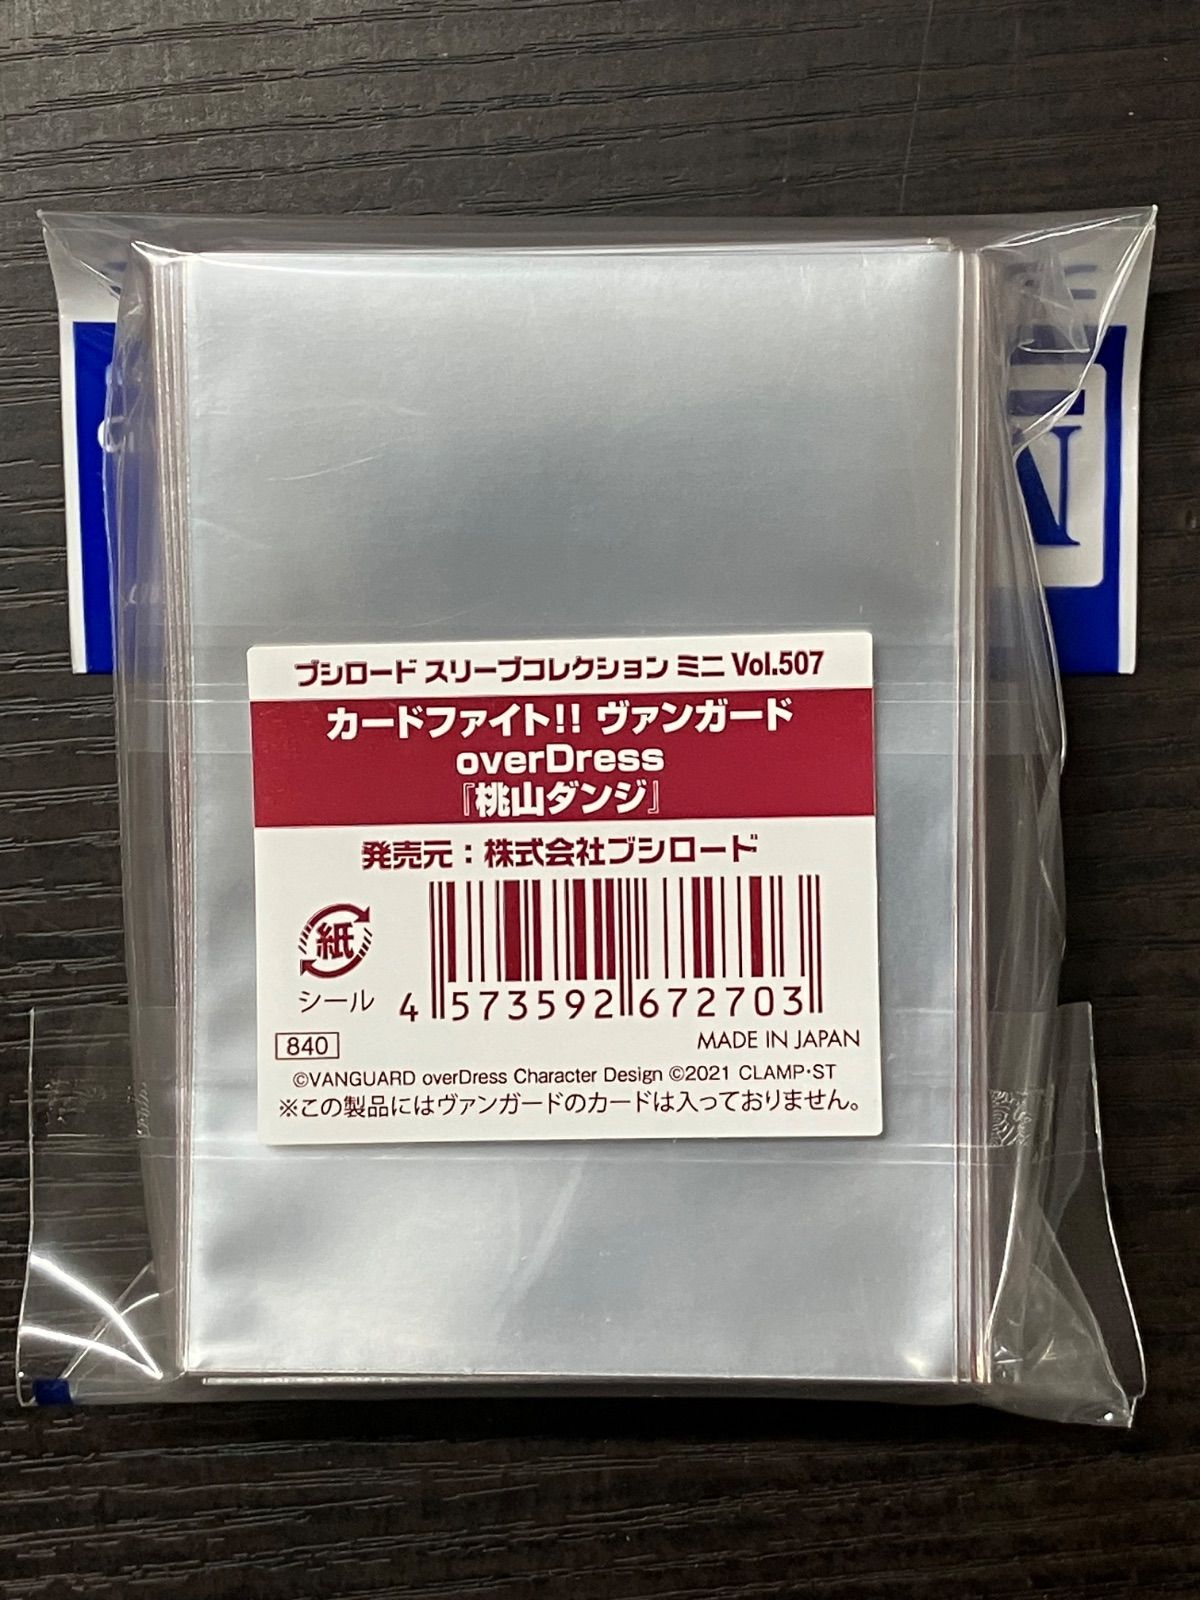 ブシロード スリーブコレクション ミニ Vol.507
カードファイト!! ヴァンガード
overDress
『桃山ダンジ』
発売元：株式会社ブシロード
紙
シール
4 573592 672703
840
MADE IN JAPAN
©VANGUARD overDress Character Design ©2021 CLAMP・ST
※この製品にはヴァンガードのカードは入っておりません。